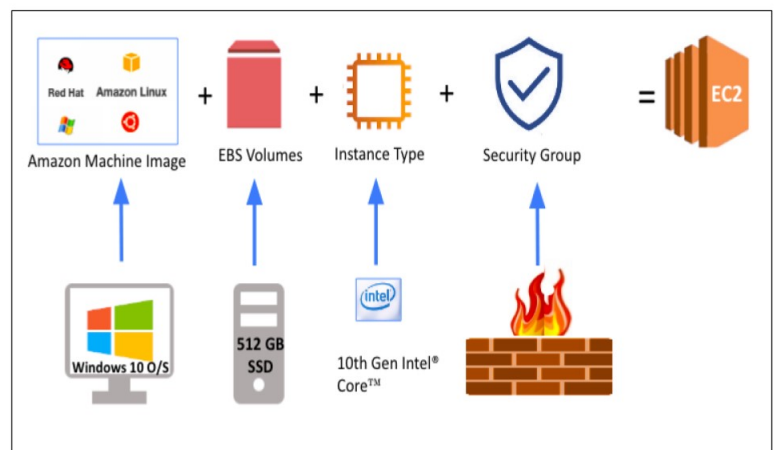 Red Hat
Amazon Linux
+
+
+
=
EC2
Amazon Machine Image
EBS Volumes
Instance Type
Security Group
Windows 10 O/S
512 GB
SSD
intel
10th Gen Intel®
Core™